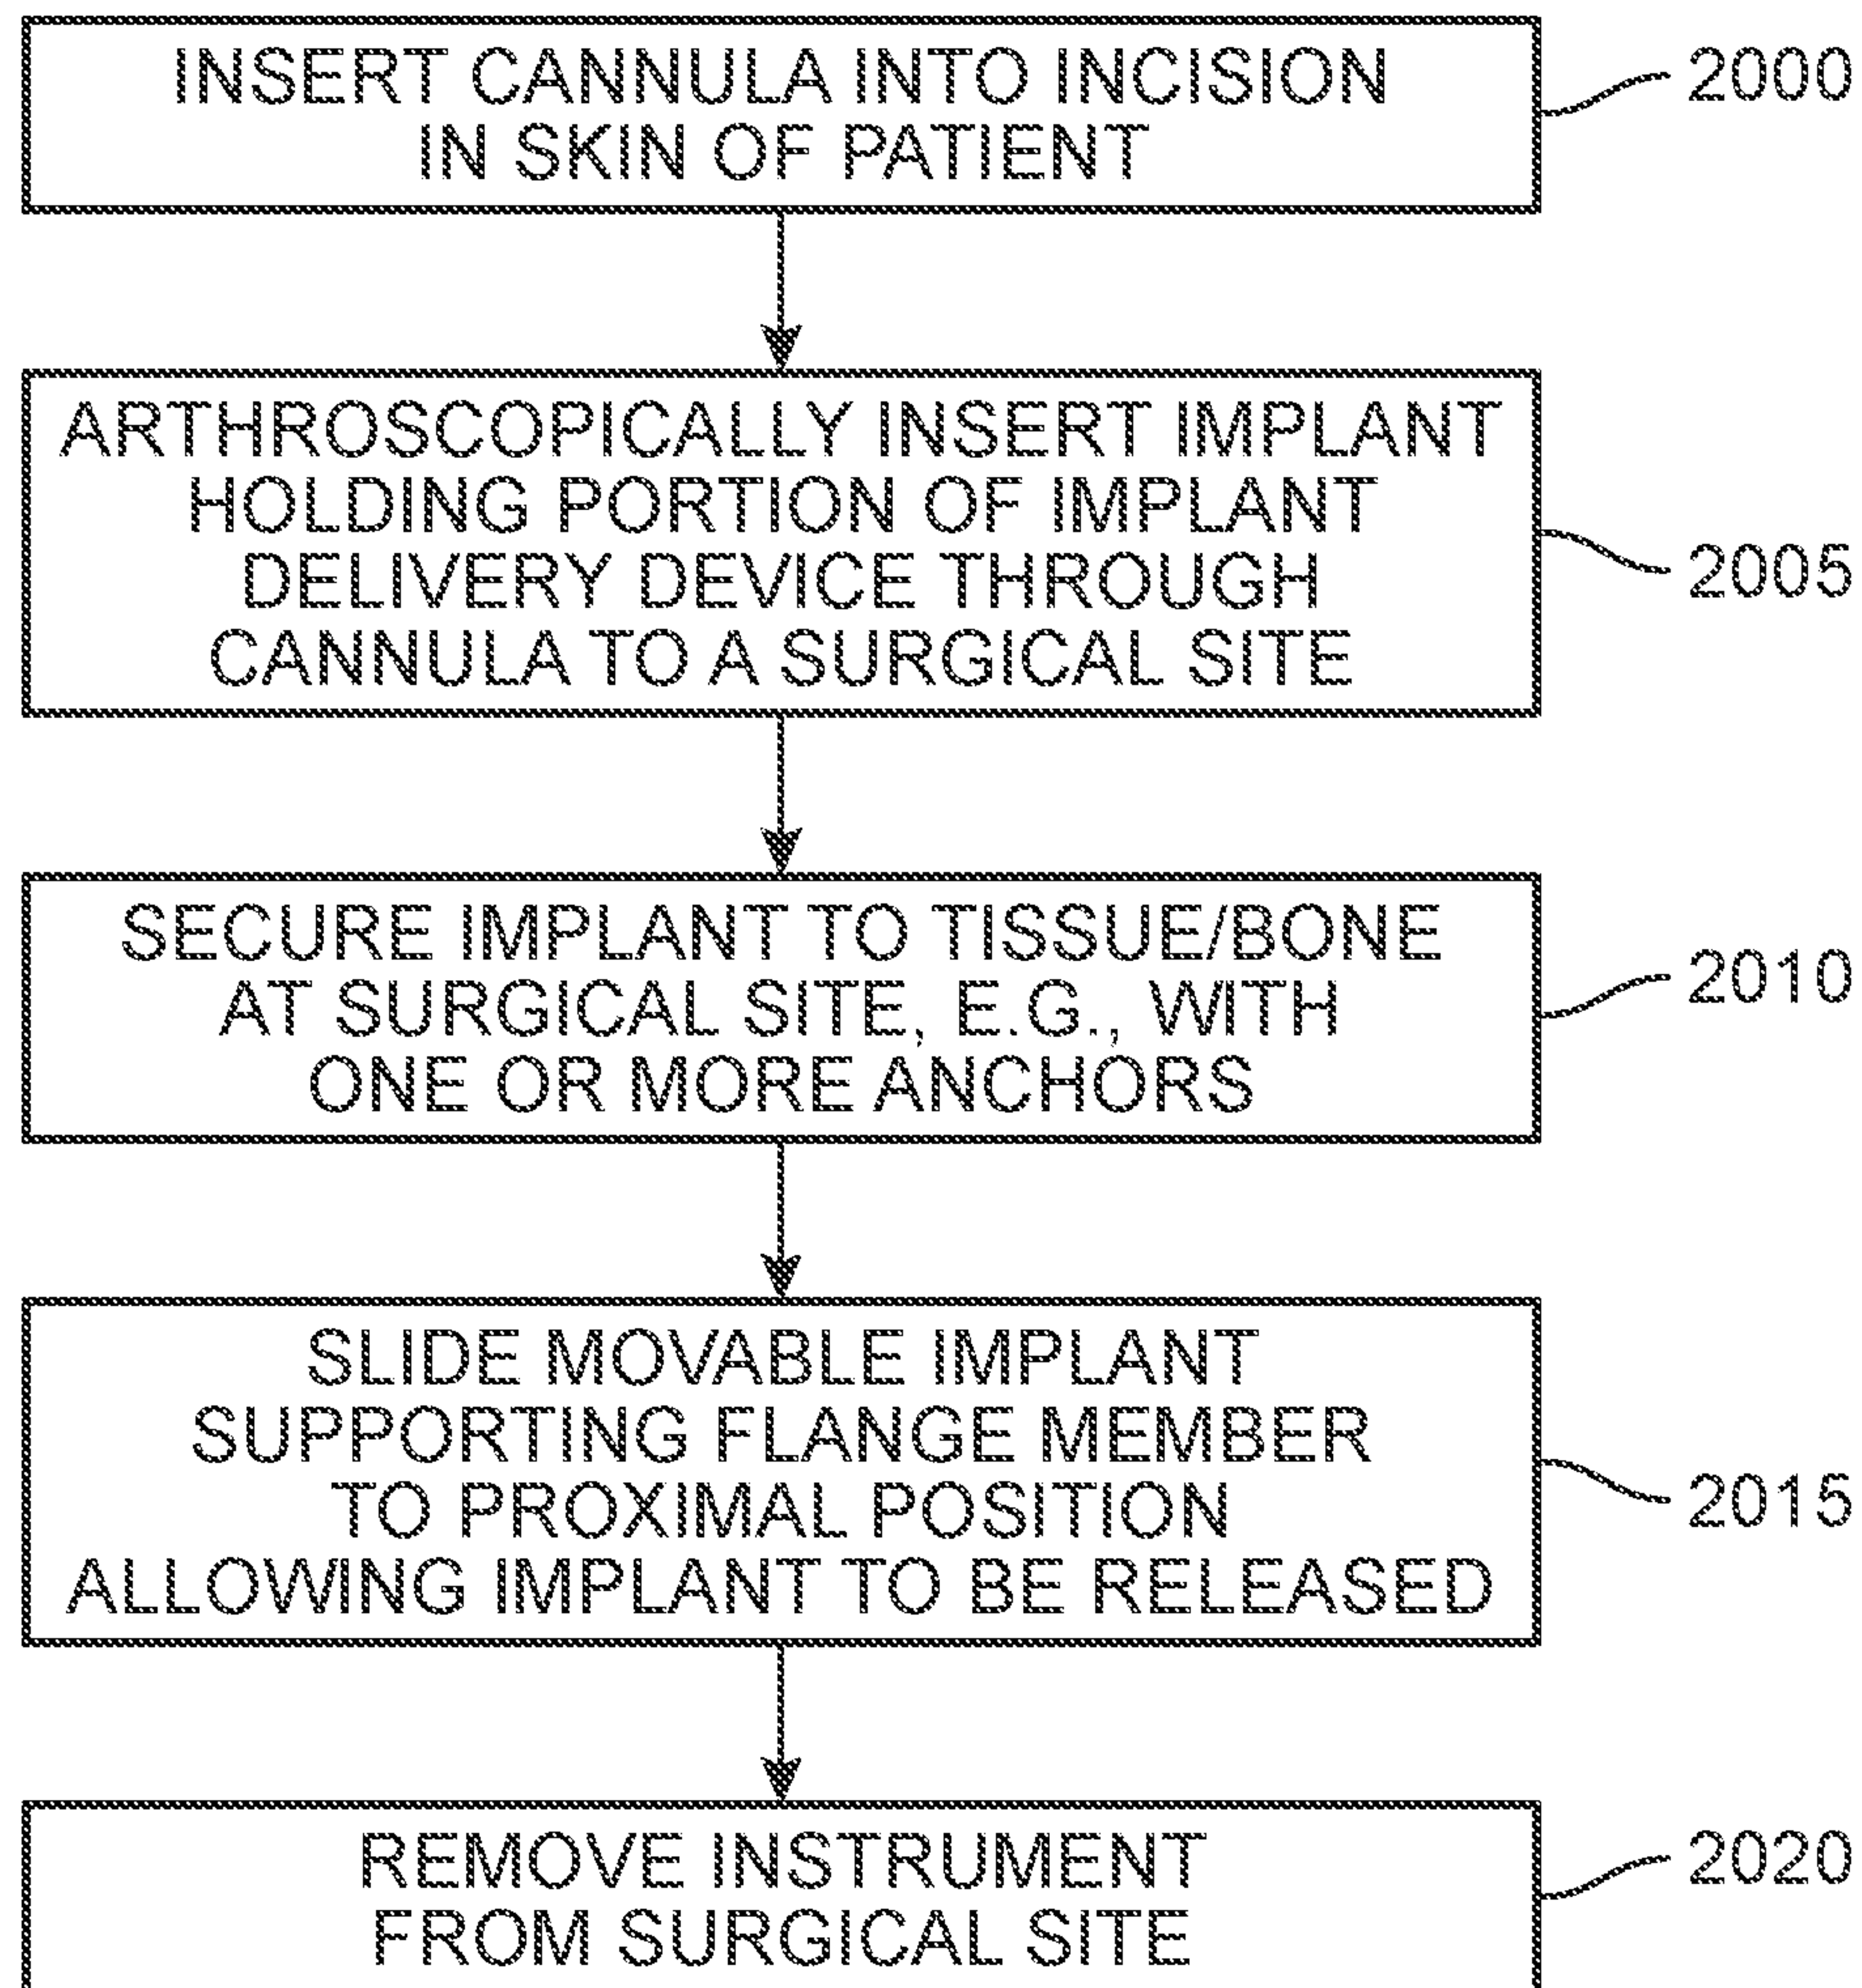 INSERT CANNULA INTO INCISION
IN SKIN OF PATIENT
2000
ARTHROSCOPICALLY INSERT IMPLANT
HOLDING PORTION OF IMPLANT
DELIVERY DEVICE THROUGH
CANNULA TO A SURGICAL SITE
2005
SECURE IMPLANT TO TISSUE/BONE
AT SURGICAL SITE, E.G., WITH
ONE OR MORE ANCHORS
2010
SLIDE MOVABLE IMPLANT
SUPPORTING FLANGE MEMBER
TO PROXIMAL POSITION
ALLOWING IMPLANT TO BE RELEASED
2015
REMOVE INSTRUMENT
FROM SURGICAL SITE
2020